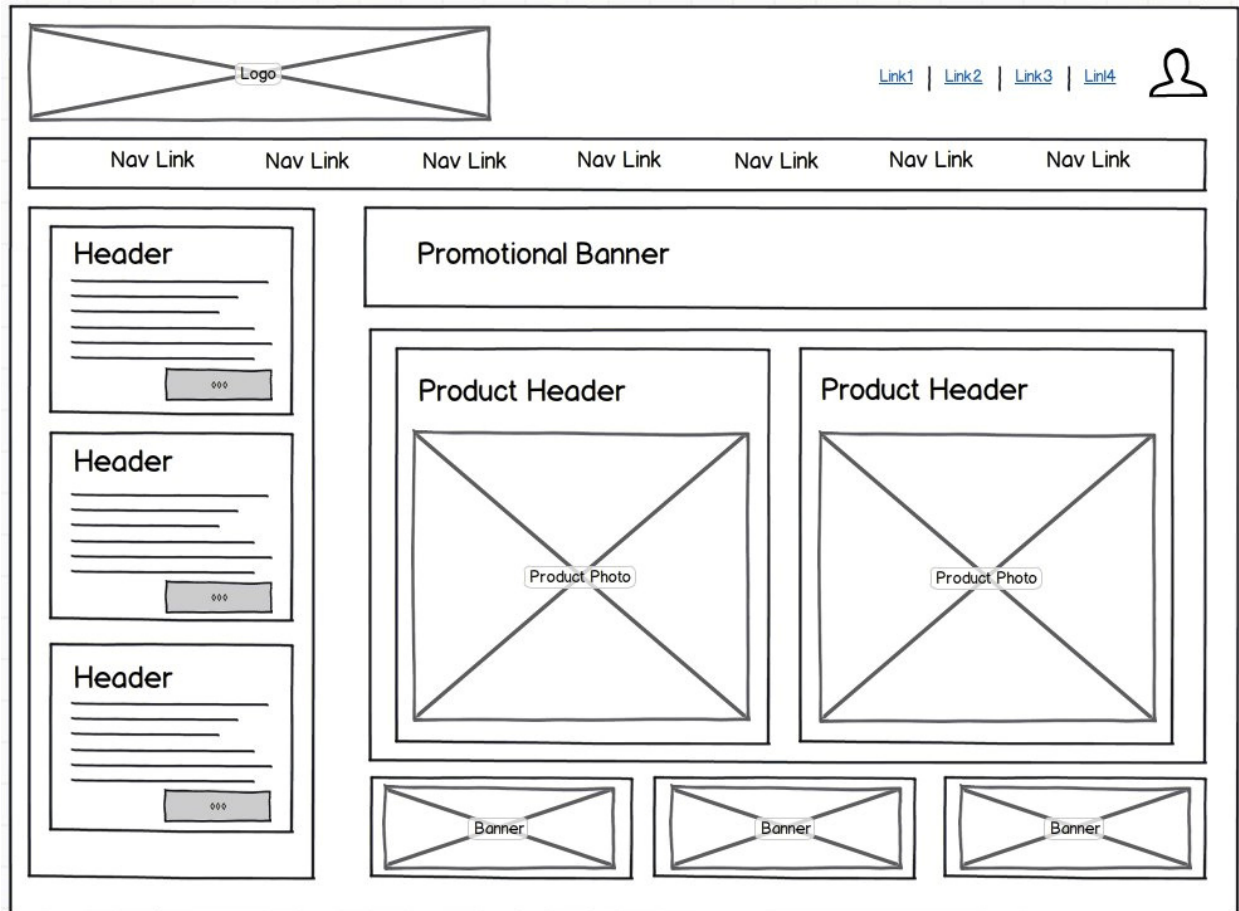 Logo
Link1 | Link2 | Link3 | Linl4
Nav Link Nav Link Nav Link Nav Link Nav Link Nav Link Nav Link
Header
Header
Header
Promotional Banner
Product Header
Product Photo
Product Header
Product Photo
Banner
Banner
Banner